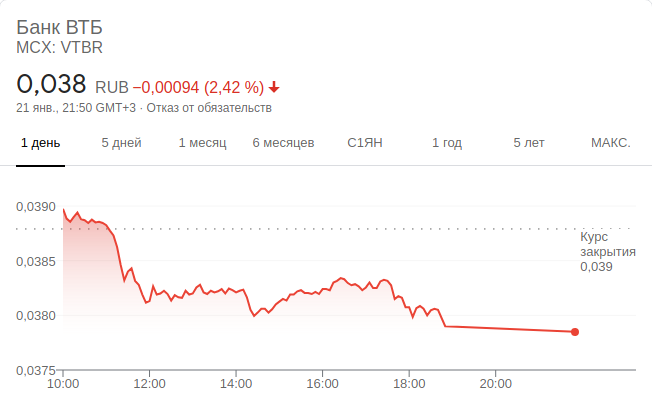 Банк ВТБ
MCX: VTBR
0,038 RUB −0,00094 (2,42 %)
21 янв., 21:50 GMT+3 · Отказ от обязательств
1 день 5 дней 1 месяц 6 месяцев С1ЯН 1 год 5 лет МАКС.
0,0390
Курс
закрытия
0,039
0,0385
0,0380
0,0375
10:00 12:00 14:00 16:00 18:00 20:00